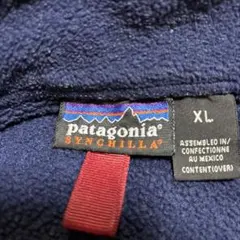 patagonia®
SYNCHILLA®
XL
ASSEMBLED IN/
CONFECTIONNE
AU MEXICO
CONTENT(OVER)